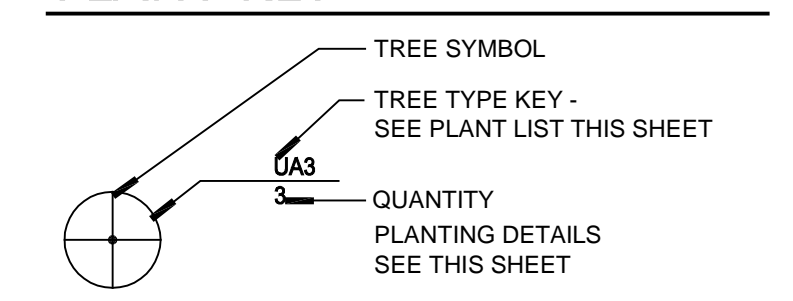 TREE SYMBOL
TREE TYPE KEY -
SEE PLANT LIST THIS SHEET
UA3
3
QUANTITY
PLANTING DETAILS
SEE THIS SHEET